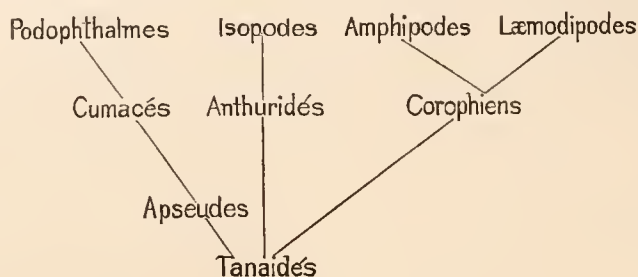 Podophthalmes Isopodes Amphipodes Læmodipodes
Cumacés Anthuridés Corophiens
Apseudes
Tanaidés